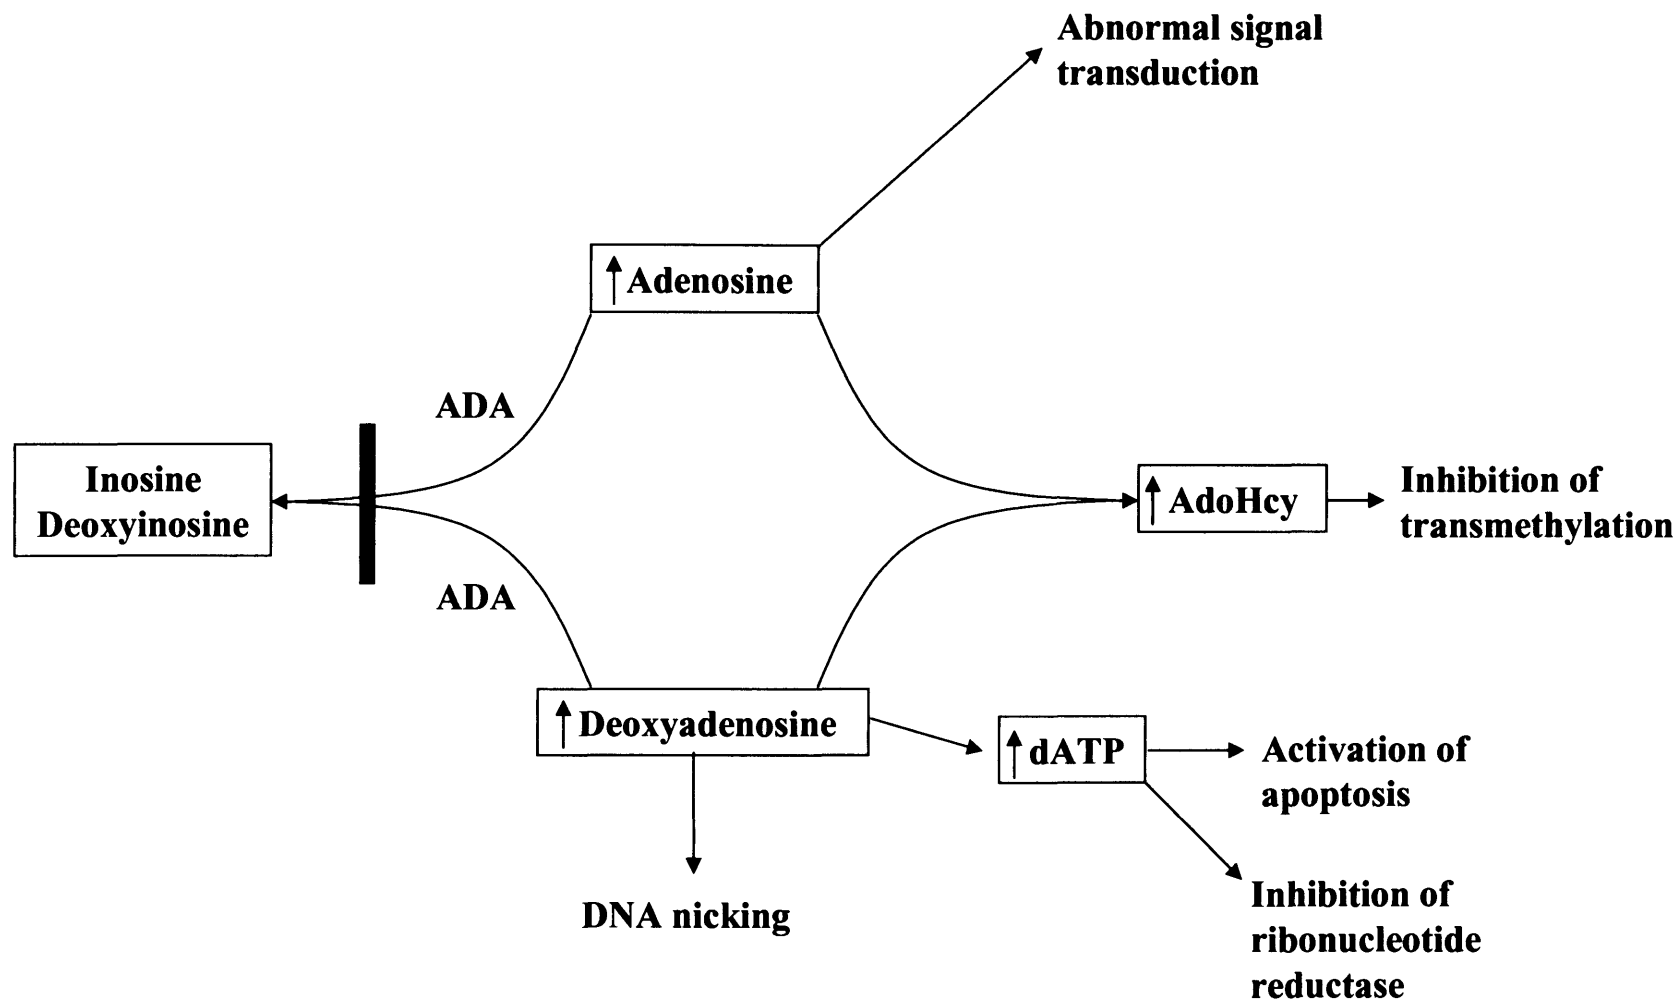 Abnormal signal
transduction
Adenosine
ADA
Inosine
Deoxyinosine
AdoHcy
Inhibition of
transmethylation
ADA
Deoxyadenosine
dATP
Activation of
apoptosis
DNA nicking
Inhibition of
ribonucleotide
reductase